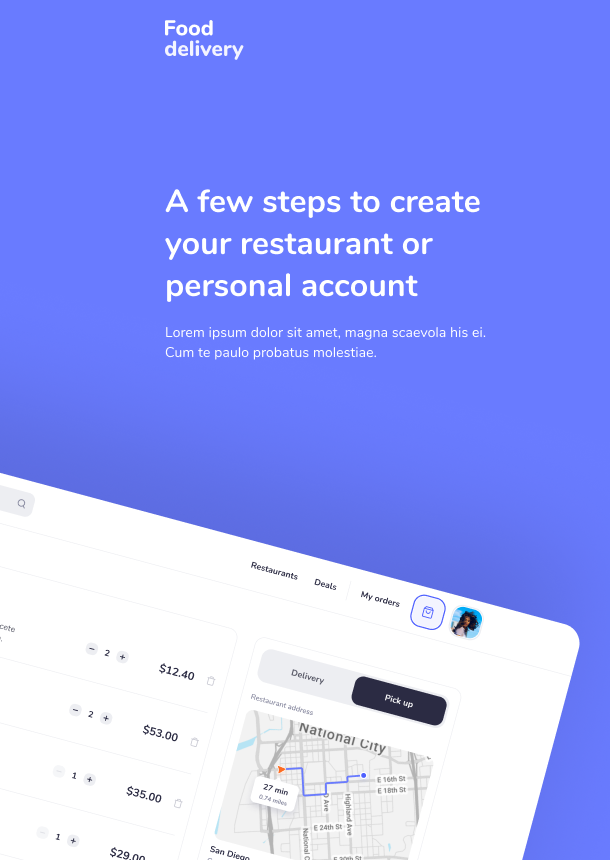 Food
delivery
A few steps to create
your restaurant or
personal account
Lorem ipsum dolor sit amet, magna scaevola his ei.
Cum te paulo probatus molestiae.
Restaurants
Deals
My orders
2
$12.40
2
$53.00
1
$35.00
1
$29.00
Delivery
Pick up
Restaurant address
National City
27 min
0.74 miles
E 16th St
E 18th St
D Ave
Highland Ave
E 24th St
National C
E 30th St
San Diego